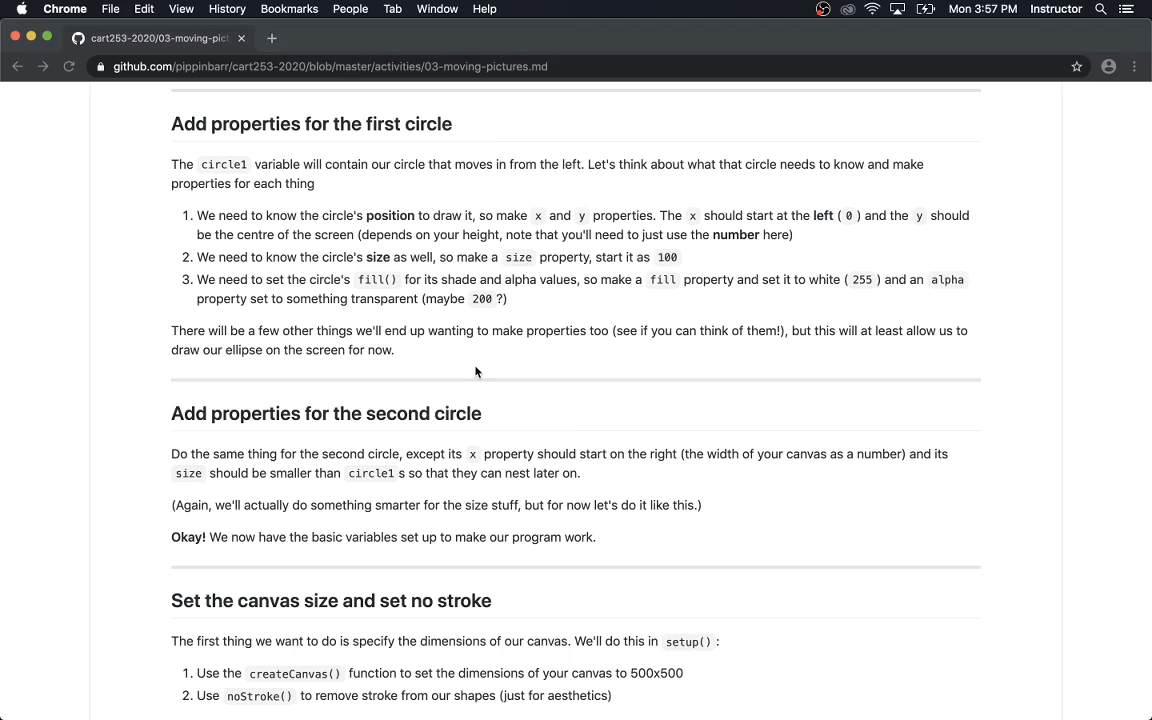 Chrome File Edit View History Bookmarks People Tab Window Help Mon 3:57 PM Instructor
cart253-2020/03-moving-pict
github.com/pippinbarr/cart253-2020/blob/master/activities/03-moving-pictures.md
Add properties for the first circle
The circle1 variable will contain our circle that moves in from the left. Let's think about what that circle needs to know and make
properties for each thing
1. We need to know the circle's position to draw it, so make x and y properties. The x should start at the left ( 0 ) and the y should
be the centre of the screen (depends on your height, note that you'll need to just use the number here)
2. We need to know the circle's size as well, so make a size property, start it as 100
3. We need to set the circle's fill() for its shade and alpha values, so make a fill property and set it to white ( 255 ) and an alpha
property set to something transparent (maybe 200 ?)
There will be a few other things we'll end up wanting to make properties too (see if you can think of them!), but this will at least allow us to
draw our ellipse on the screen for now.
Add properties for the second circle
Do the same thing for the second circle, except its x property should start on the right (the width of your canvas as a number) and its
size should be smaller than circle1 s so that they can nest later on.
(Again, we'll actually do something smarter for the size stuff, but for now let's do it like this.)
Okay! We now have the basic variables set up to make our program work.
Set the canvas size and set no stroke
The first thing we want to do is specify the dimensions of our canvas. We'll do this in setup() :
1. Use the createCanvas() function to set the dimensions of your canvas to 500x500
2. Use noStroke() to remove stroke from our shapes (just for aesthetics)